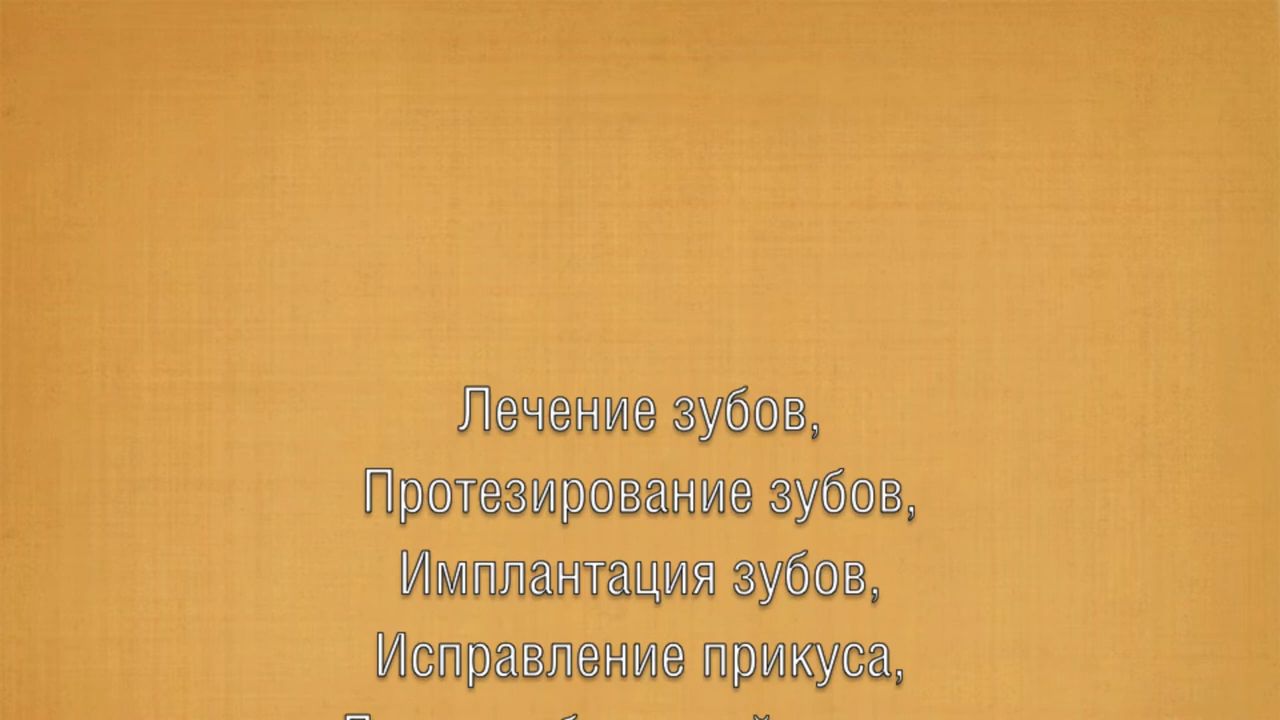 Лечение зубов,
Протезирование зубов,
Имплантация зубов,
Исправление прикуса,